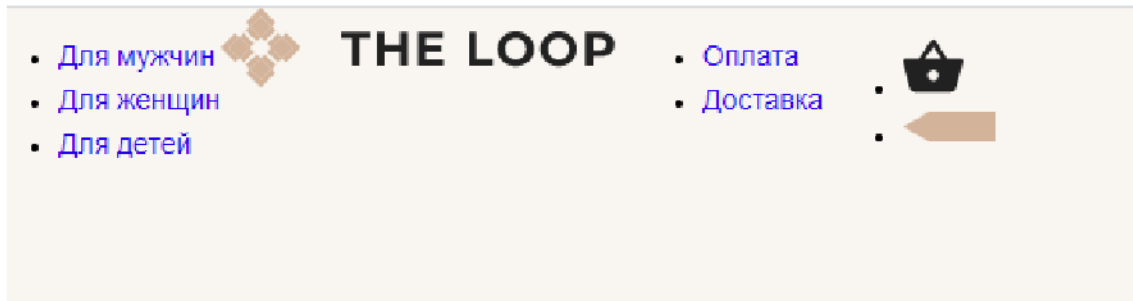 Для мужчин
Для женщин
Для детей
THE LOOP
Оплата
Доставка